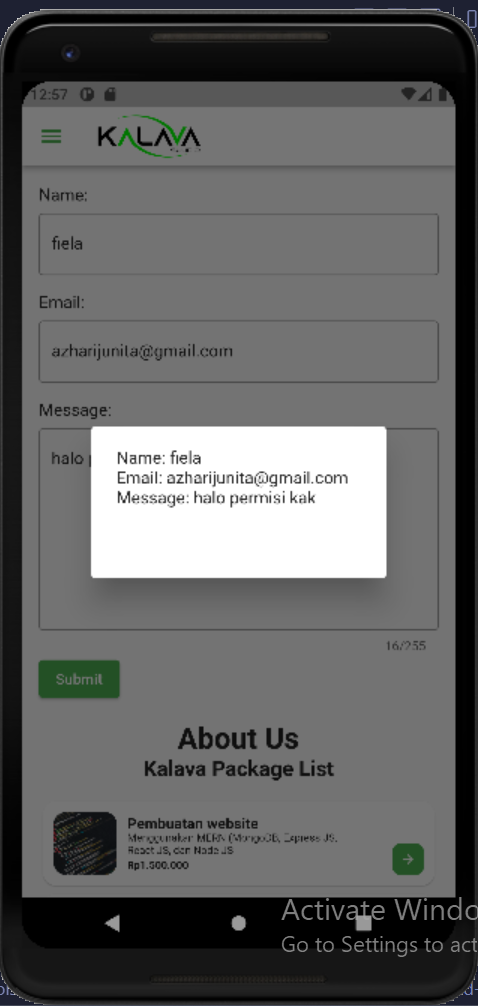 12:57
KALAVA
Name:
fiela
Email:
azharijunita@gmail.com
Message:
halo
Name: fiela
Email: azharijunita@gmail.com
Message: halo permisi kak
16/255
Submit
About Us
Kalava Package List
Pembuatan website
Menggunakan MERN (MongoDB, Express JS,
React JS, dan Node JS
Rp1.500.000
Activate Windo
Go to Settings to act